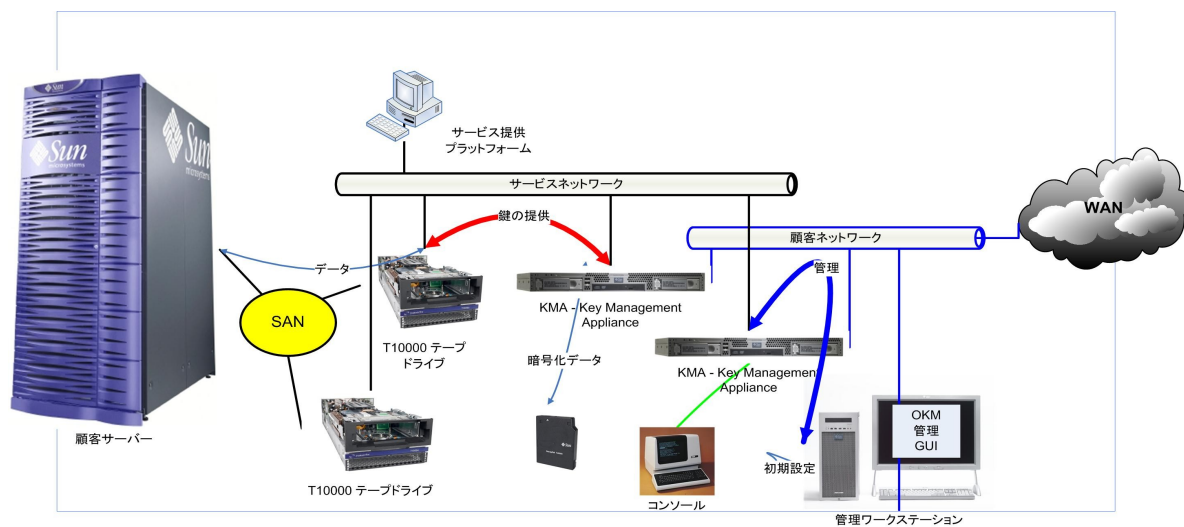 Sun
Sun
microsystems
Sun
microsystems
サービス提供
プラットフォーム
サービスネットワーク
鍵の提供
WAN
顧客ネットワーク
データ
管理
KMA - Key Management
Appliance
SAN
T10000 テープ
ドライブ
暗号化データ
KMA - Key Management
Appliance
OKM
管理
GUI
顧客サーバー
初期設定
T10000 テープドライブ
コンソール
管理ワークステーション